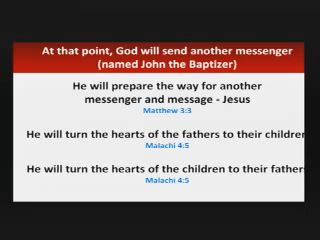 At that point, God will send another messenger
(named John the Baptizer)
He will prepare the way for another
messenger and message - Jesus
Matthew 3:3
He will turn the hearts of the fathers to their children
Malachi 4:5
He will turn the hearts of the children to their fathers
Malachi 4:5